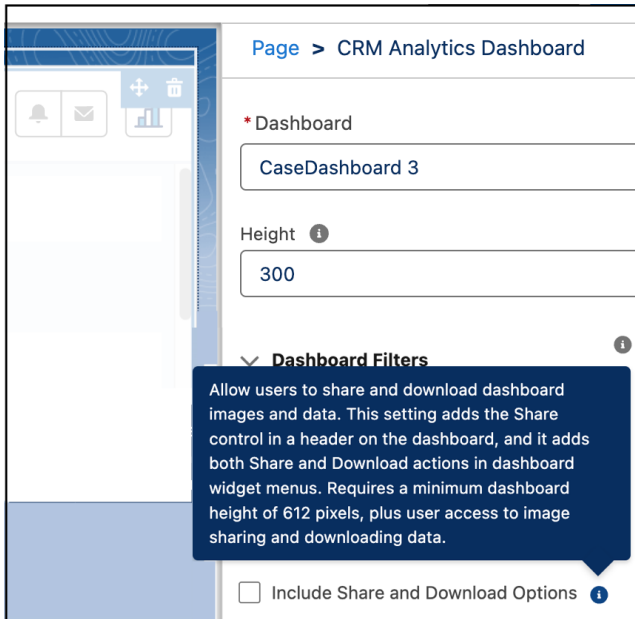 Page > CRM Analytics Dashboard
* Dashboard
CaseDashboard 3
Height
300
Dashboard Filters
Allow users to share and download dashboard
images and data. This setting adds the Share
control in a header on the dashboard, and it adds
both Share and Download actions in dashboard
widget menus. Requires a minimum dashboard
height of 612 pixels, plus user access to image
sharing and downloading data.
Include Share and Download Options